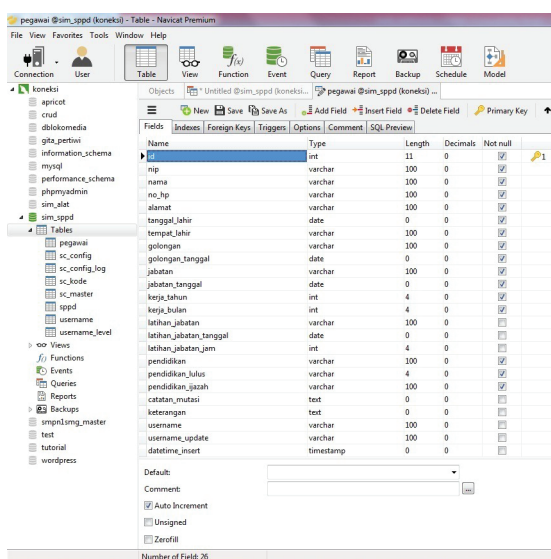 pegawai @sim_sppd (koneksi) - Table - Navicat Premium
File View Favorites Tools Window Help
Connection User Table View Function Event Query Report Backup Schedule Model
koneksi
apricot
crud
dblokomedia
gita_pertiwi
information_schema
mysql
performance_schema
phpmyadmin
sim_alat
sim_sppd
Tables
pegawai
sc_config
sc_config_log
sc_kode
sc_master
sppd
username
username_level
Views
Functions
Events
Queries
Reports
Backups
smpn1smg_master
test
tutorial
wordpress
Objects * Untitled @sim_sppd (koneksi... pegawai @sim_sppd (koneksi) ...
New Save Save As Add Field Insert Field Delete Field Primary Key
Fields Indexes Foreign Keys Triggers Options Comment SQL Preview
Name Type Length Decimals Not null
id int 11 0 1
nip varchar 100 0
nama varchar 100 0
no_hp varchar 100 0
alamat varchar 100 0
tanggal_lahir date 0 0
tempat_lahir varchar 100 0
golongan varchar 100 0
golongan_tanggal date 0 0
jabatan varchar 100 0
jabatan_tanggal date 0 0
kerja_tahun int 4 0
kerja_bulan int 4 0
latihan_jabatan varchar 100 0
latihan_jabatan_tanggal date 0 0
latihan_jabatan_jam int 4 0
pendidikan varchar 100 0
pendidikan_lulus varchar 4 0
pendidikan_ijazah varchar 100 0
catatan_mutasi text 0 0
keterangan text 0 0
username varchar 100 0
username_update varchar 100 0
datetime_insert timestamp 0 0
Default:
Comment:
...
Auto Increment
Unsigned
Zerofill
Number of Field: 26